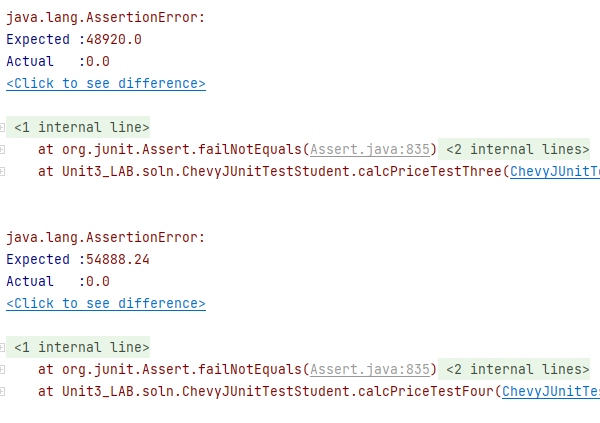 java.lang.AssertionError:
Expected :48920.0
Actual   :0.0
<Click to see difference>
<1 internal line>
at org.junit.Assert.failNotEquals(Assert.java:835) <2 internal lines>
at Unit3_LAB.soln.ChevyJUnitTestStudent.calcPriceTestThree(ChevyJUnitTe
java.lang.AssertionError:
Expected :54888.24
Actual   :0.0
<Click to see difference>
<1 internal line>
at org.junit.Assert.failNotEquals(Assert.java:835) <2 internal lines>
at Unit3_LAB.soln.ChevyJUnitTestStudent.calcPriceTestFour(ChevyJUnitTes